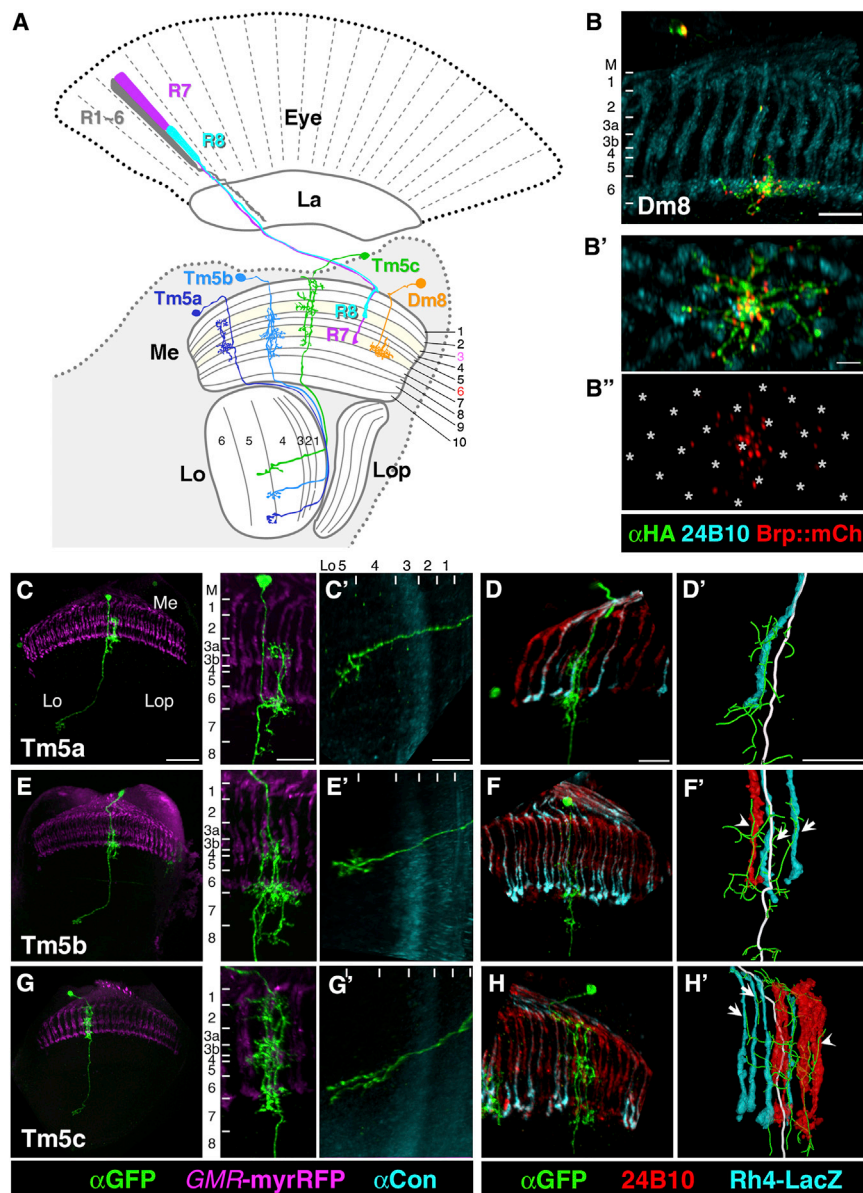 A
R7
R1~6
R8
Eye
La
Tm5c
Tm5b
Tm5a
Dm8
R8
R7
Me
1
2
3
4
5
6
7
8
9
10
6 5 4 3 2 1
Lo
Lop
B
M
1
2
3a
3b
4
5
6
Dm8
B’
B’’
αHA 24B10 Brp::mCh
C
Me
Lo
Lop
Tm5a
M
1
2
3a
3b
4
5
6
7
8
Lo 5 4 3 2 1
C’
D
D’
E
Tm5b
1
2
3a
3b
4
5
6
7
8
E’
F
F’
G
Tm5c
1
2
3a
3b
4
5
6
7
8
G’
H
H’
αGFP GMR-myrRFP αCon
αGFP 24B10 Rh4-LacZ